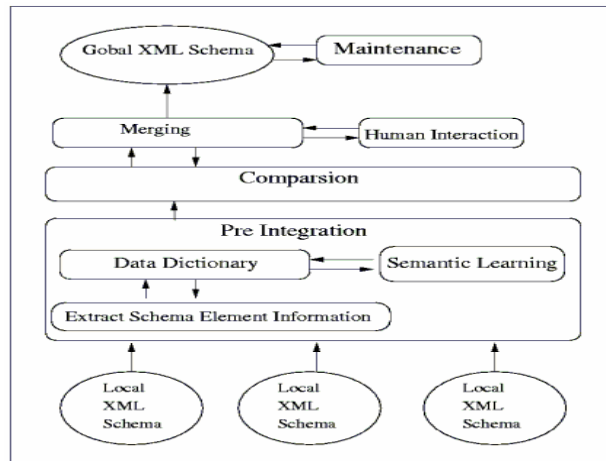 Gobal XML Schema
Maintenance
Merging
Human Interaction
Comparsion
Pre Integration
Data Dictionary
Semantic Learning
Extract Schema Element Information
Local
XML
Schema
Local
XML
Schema
Local
XML
Schema